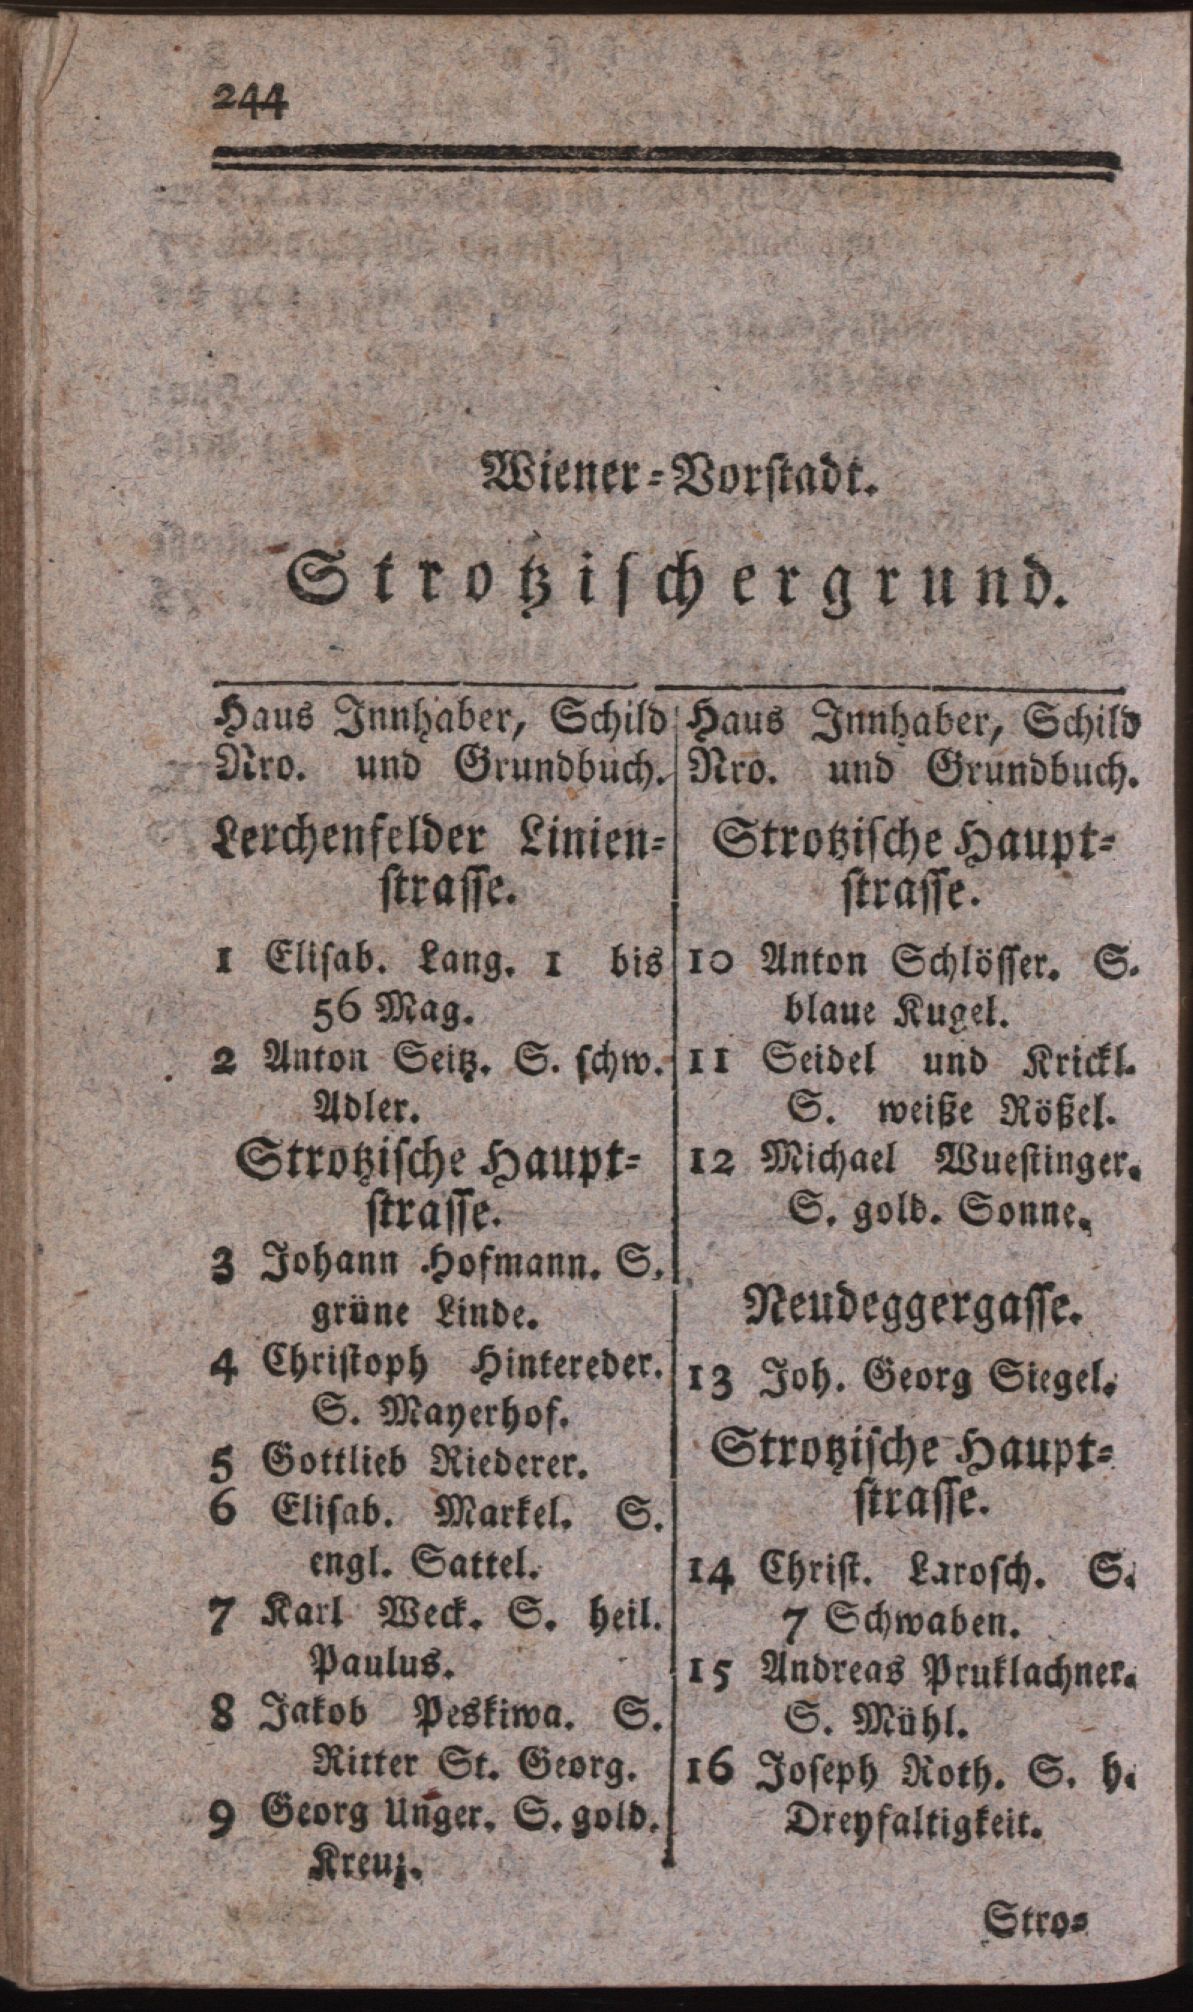 244
Wiener-Vorstadt.
Strotzischergrund.
Haus Innhaber, Schild
Nro. und Grundbuch.
Lerchenfelder Linien-
strasse.
1 Elisab. Lang. 1 bis
56 Mag.
2 Anton Seitz. S. schw.
Adler.
Strotzische Haupt-
strasse.
3 Johann Hofmann. S.
grüne Linde.
4 Christoph Hintereder.
S. Mayerhof.
5 Gottlieb Riederer.
6 Elisab. Markel. S.
engl. Sattel.
7 Karl Weck. S. heil.
Paulus.
8 Jakob Peskiwa. S.
Ritter St. Georg.
9 Georg Unger. S. gold.
Kreuz.
Haus Innhaber, Schild
Nro. und Grundbuch.
Strotzische Haupt-
strasse.
10 Anton Schlösser. S.
blaue Kugel.
11 Seidel und Krickl.
S. weiße Rößel.
12 Michael Wuestinger.
S. gold. Sonne.
Neudeggergasse.
13 Joh. Georg Siegel.
Strotzische Haupt-
strasse.
14 Christ. Larosch. S.
7 Schwaben.
15 Andreas Pruklachner.
S. Mühl.
16 Joseph Roth. S. h.
Dreyfaltigkeit.
Stro-